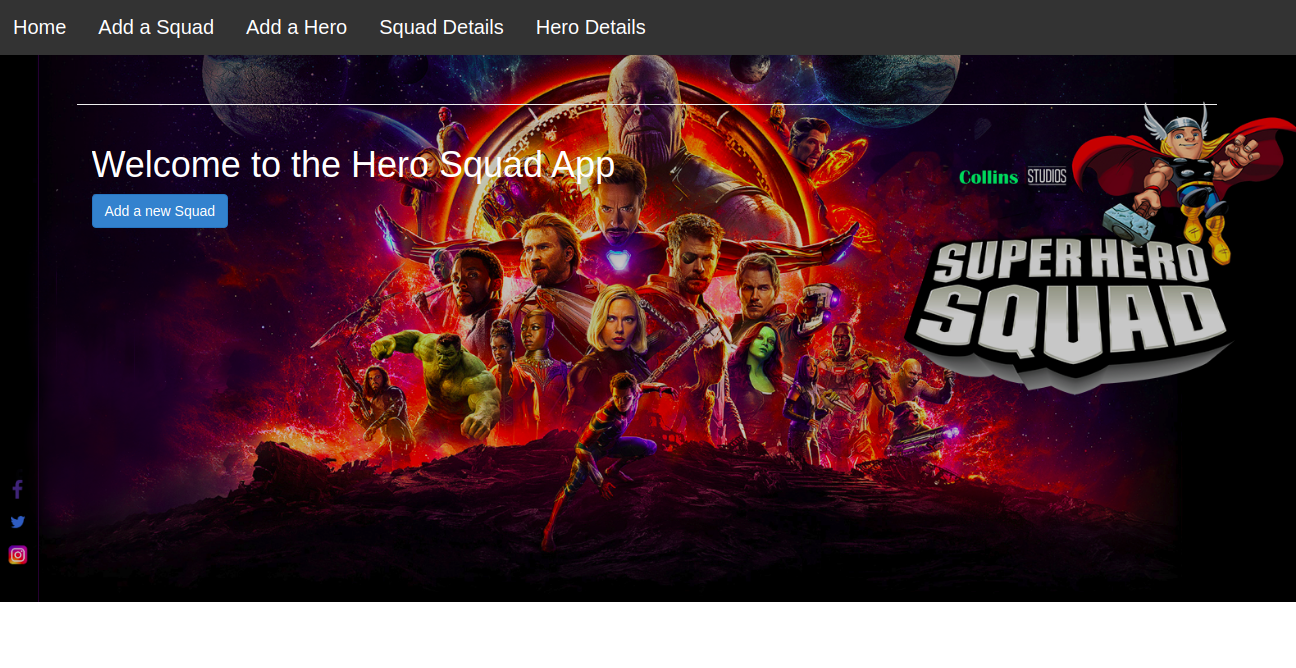 Home Add a Squad Add a Hero Squad Details Hero Details
Welcome to the Hero Squad App
Collins STUDIOS
Add a new Squad
SUPER HERO
SQUAD